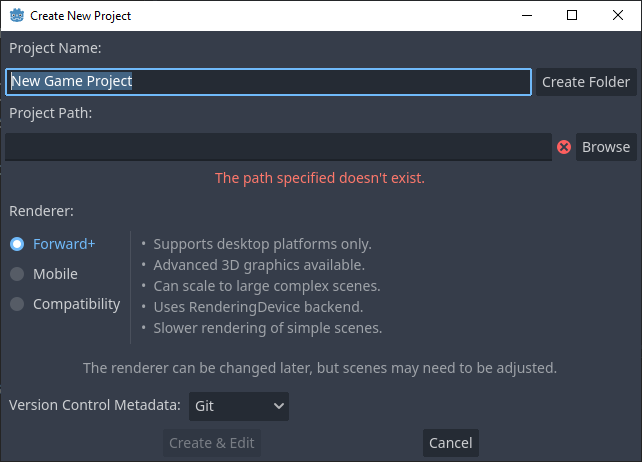 Create New Project
Project Name:
New Game Project
Create Folder
Project Path:
Browse
The path specified doesn't exist.
Renderer:
Forward+
Mobile
Compatibility
• Supports desktop platforms only.
• Advanced 3D graphics available.
• Can scale to large complex scenes.
• Uses RenderingDevice backend.
• Slower rendering of simple scenes.
The renderer can be changed later, but scenes may need to be adjusted.
Version Control Metadata: Git
Create & Edit
Cancel